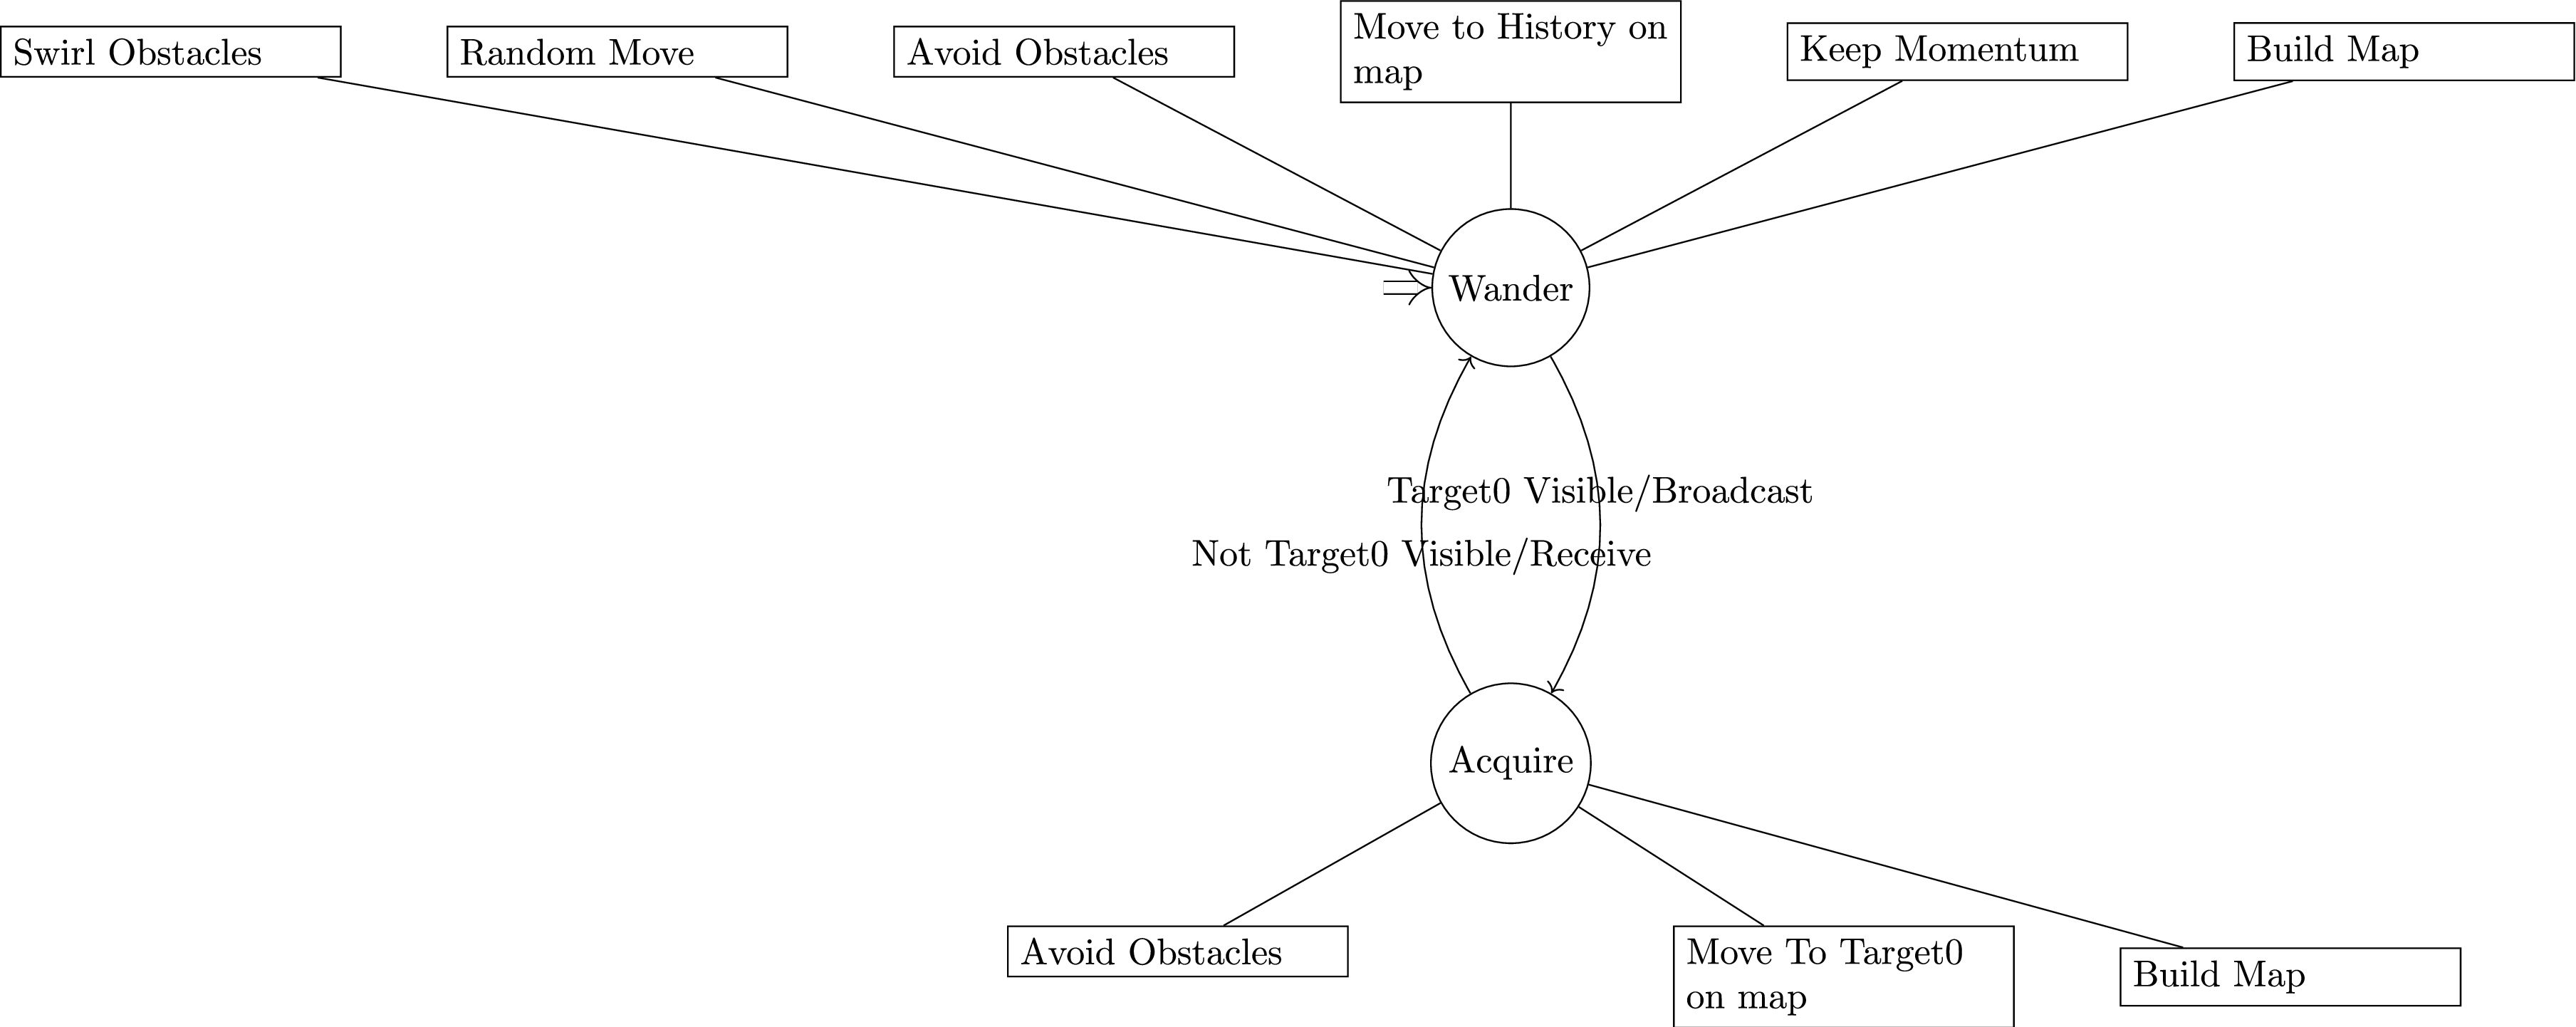 Swirl Obstacles
Random Move
Avoid Obstacles
Move to History on
map
Keep Momentum
Build Map
Wander
Target0 Visible/Broadcast
Not Target0 Visible/Receive
Acquire
Avoid Obstacles
Move To Target0
on map
Build Map